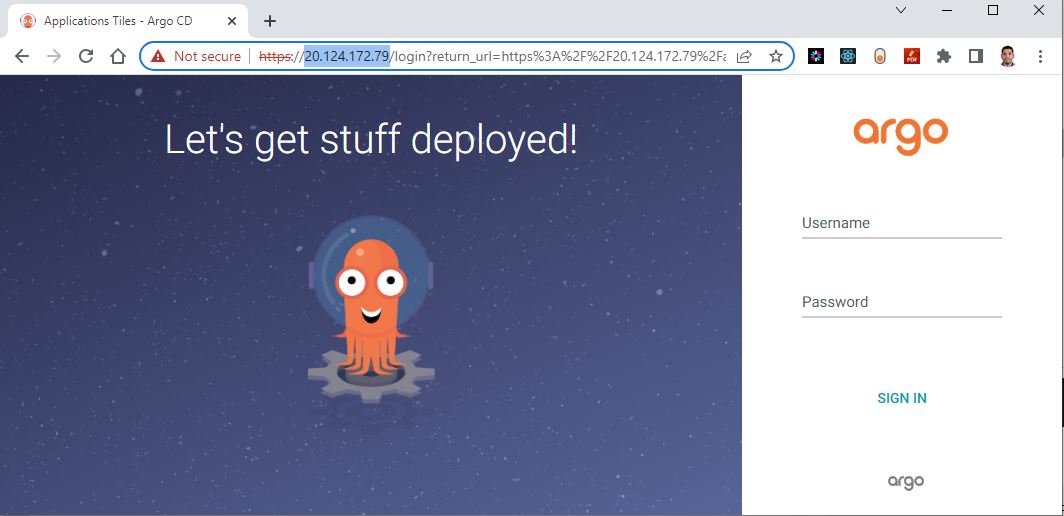 Applications Tiles - Argo CD
Not secure https://20.124.172.79/login?return_url=https%3A%2F%2F20.124.172.79%2Fa
PDF
Let's get stuff deployed!
argo
Username
Password
SIGN IN
argo